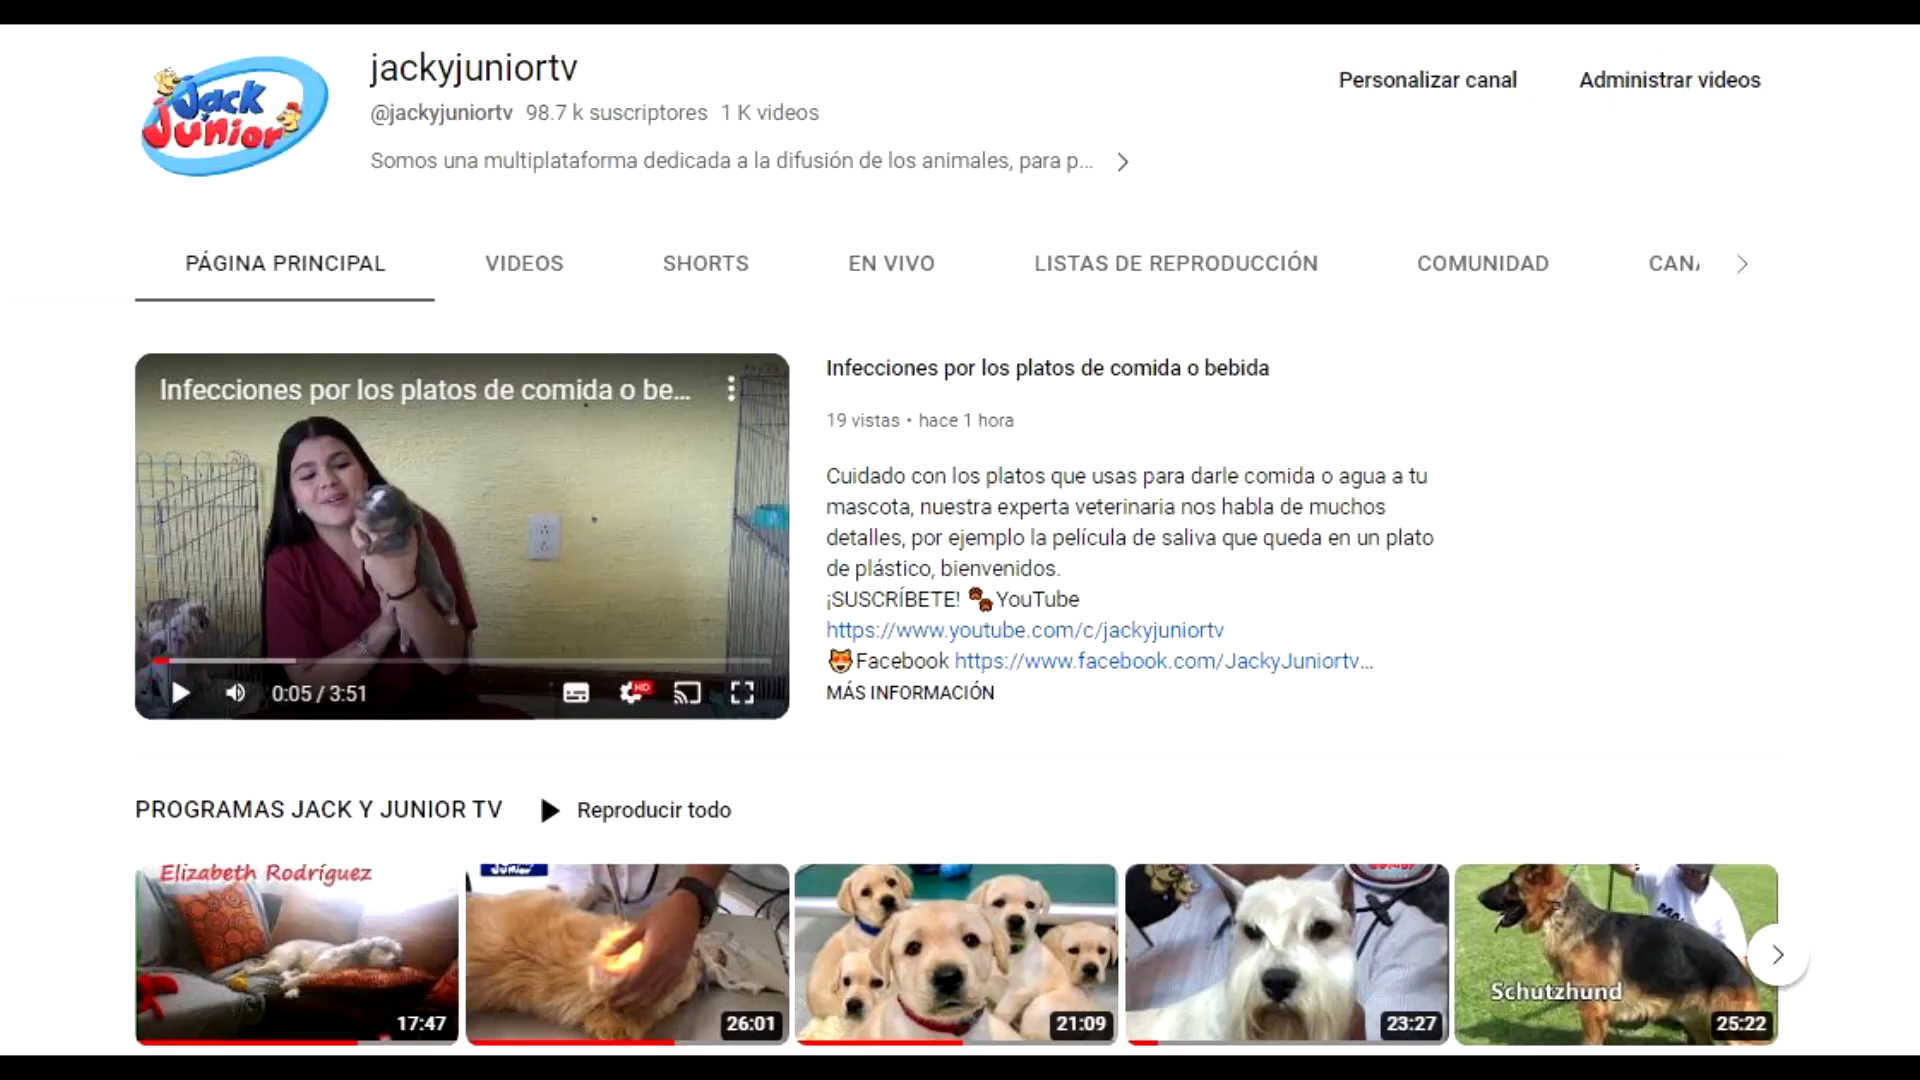 Jack
y
Junior
jackyjuniortv
@jackyjuniortv 98.7 k suscriptores 1 K videos
Somos una multiplataforma dedicada a la difusión de los animales, para p...
Personalizar canal
Administrar videos
PÁGINA PRINCIPAL
VIDEOS
SHORTS
EN VIVO
LISTAS DE REPRODUCCIÓN
COMUNIDAD
CAN
Infecciones por los platos de comida o be...
HD
0:05 / 3:51
Infecciones por los platos de comida o bebida
19 vistas • hace 1 hora
Cuidado con los platos que usas para darle comida o agua a tu
mascota, nuestra experta veterinaria nos habla de muchos
detalles, por ejemplo la película de saliva que queda en un plato
de plástico, bienvenidos.
¡SUSCRÍBETE! 🐾YouTube
https://www.youtube.com/c/jackyjuniortv
😻Facebook https://www.facebook.com/JackyJuniortv...
MÁS INFORMACIÓN
PROGRAMAS JACK Y JUNIOR TV
Reproducir todo
Elizabeth Rodríguez
17:47
Junior
26:01
21:09
23:27
Schutzhund
25:22